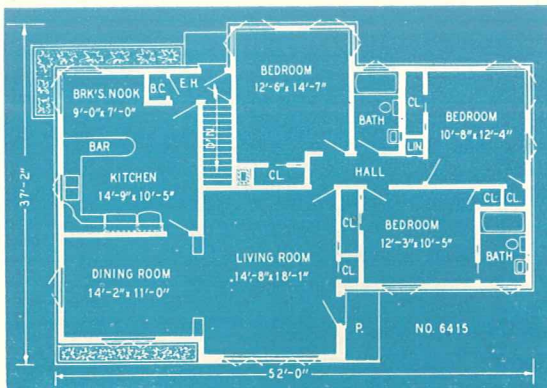 BRK'S. NOOK
9'-0" x 7'-0"
B.C.
E.H.
D'N.
BEDROOM
12'-6" x 14'-7"
BATH
CL.
LIN.
BEDROOM
10'-8" x 12'-4"
BAR
KITCHEN
14'-9" x 10'-5"
CL.
HALL
37'-2"
CL.
BEDROOM
12'-3" x 10'-5"
CL.
CL.
BATH
DINING ROOM
14'-2" x 11'-0"
LIVING ROOM
14'-8" x 18'-1"
CL.
P.
NO. 6415
52'-0"